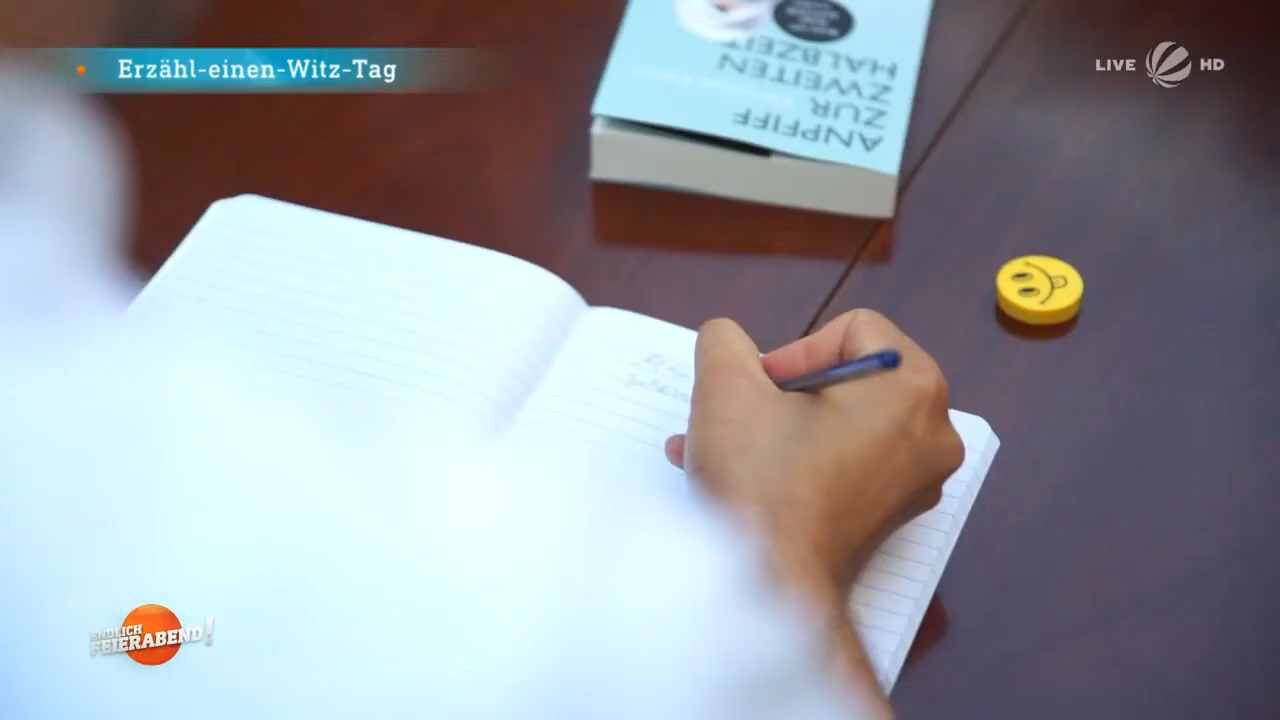 Erzähl-einen-Witz-Tag
LIVE HD
ANPFIFF
ZUR
ZWEITEN
HALBZEIT
ENDLICH
FEIERABEND!